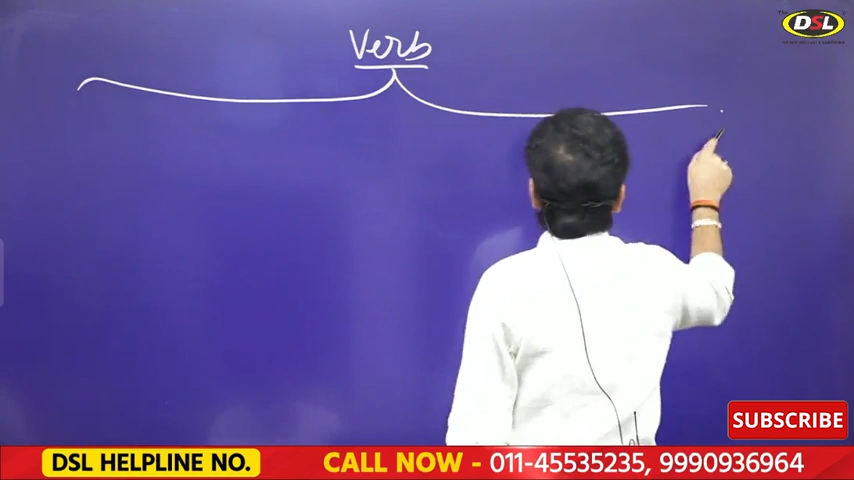 Verb
DSL
SUBSCRIBE
DSL HELPLINE NO.
CALL NOW - 011-45535235, 9990936964